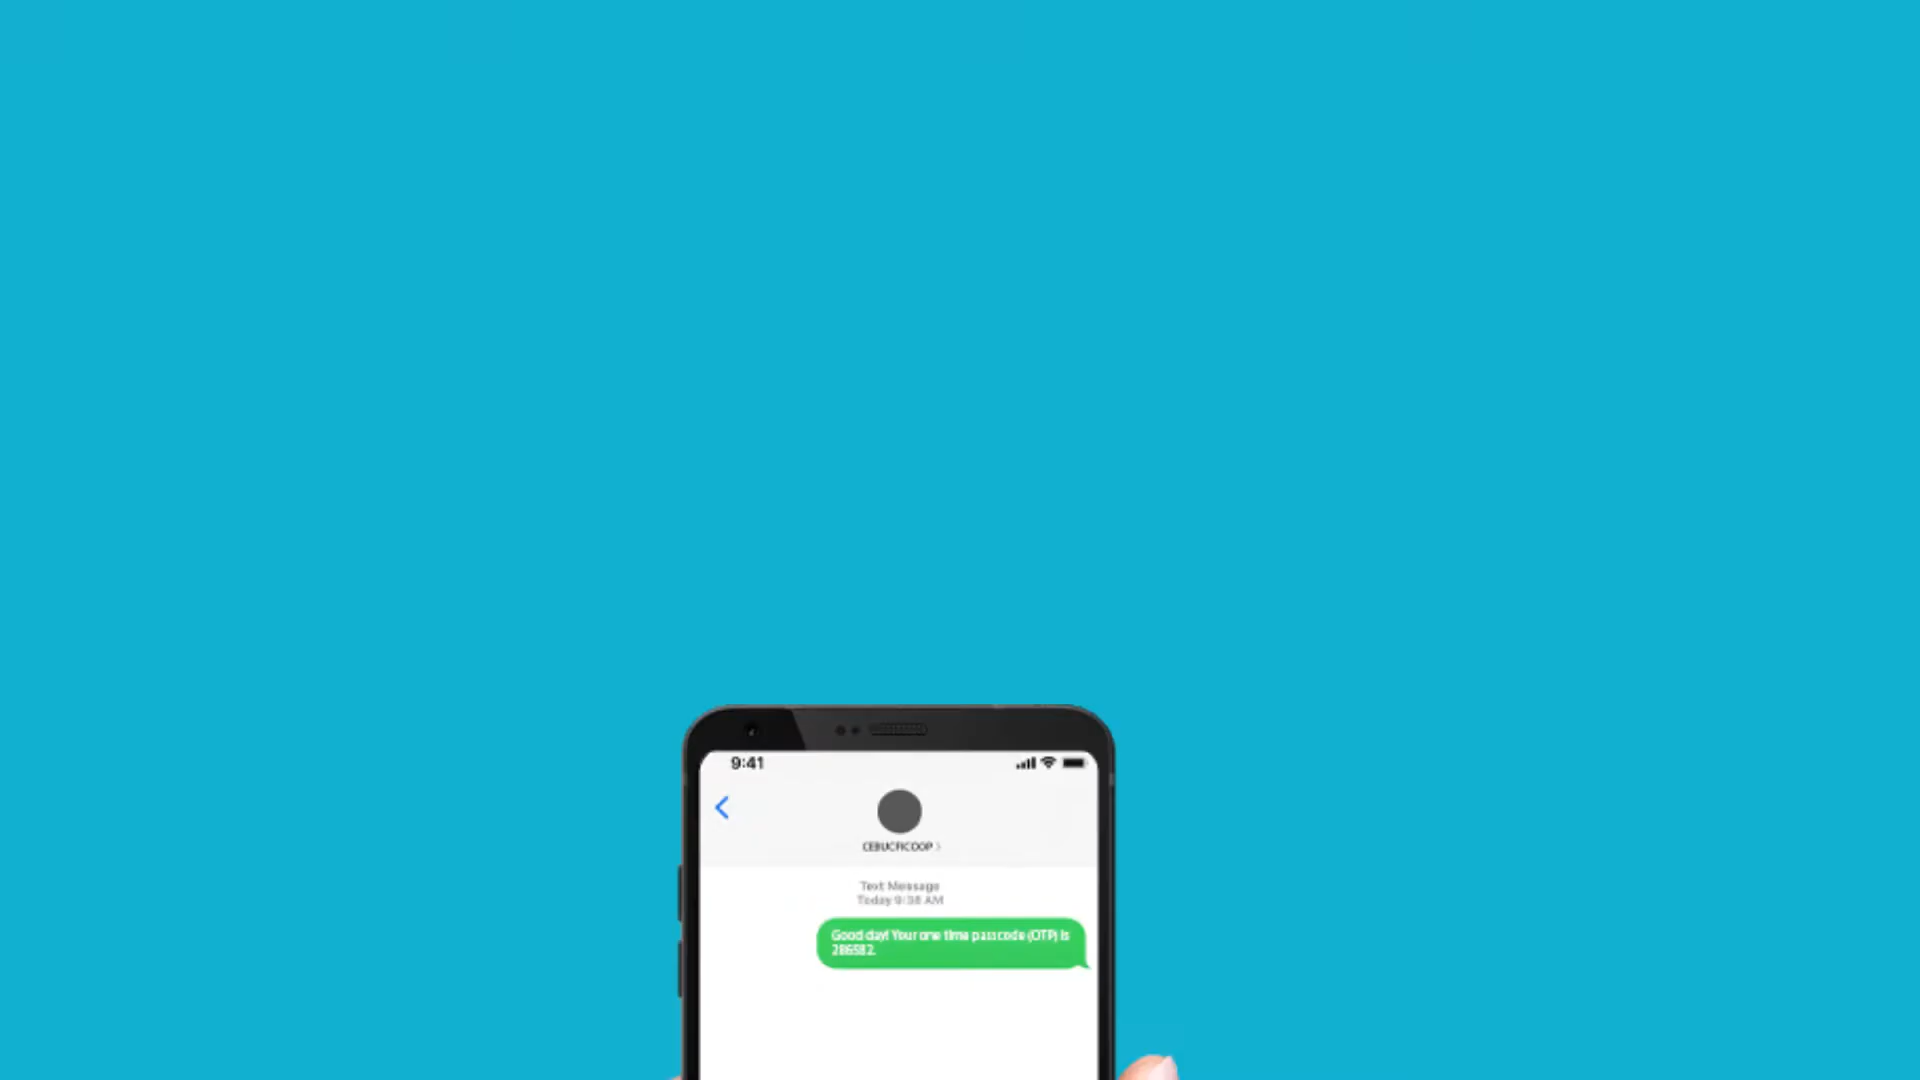 9:41
CEBUCFICOOP
Text Message
Today 9:38 AM
Good day! Your one time passcode (OTP) is
286582.